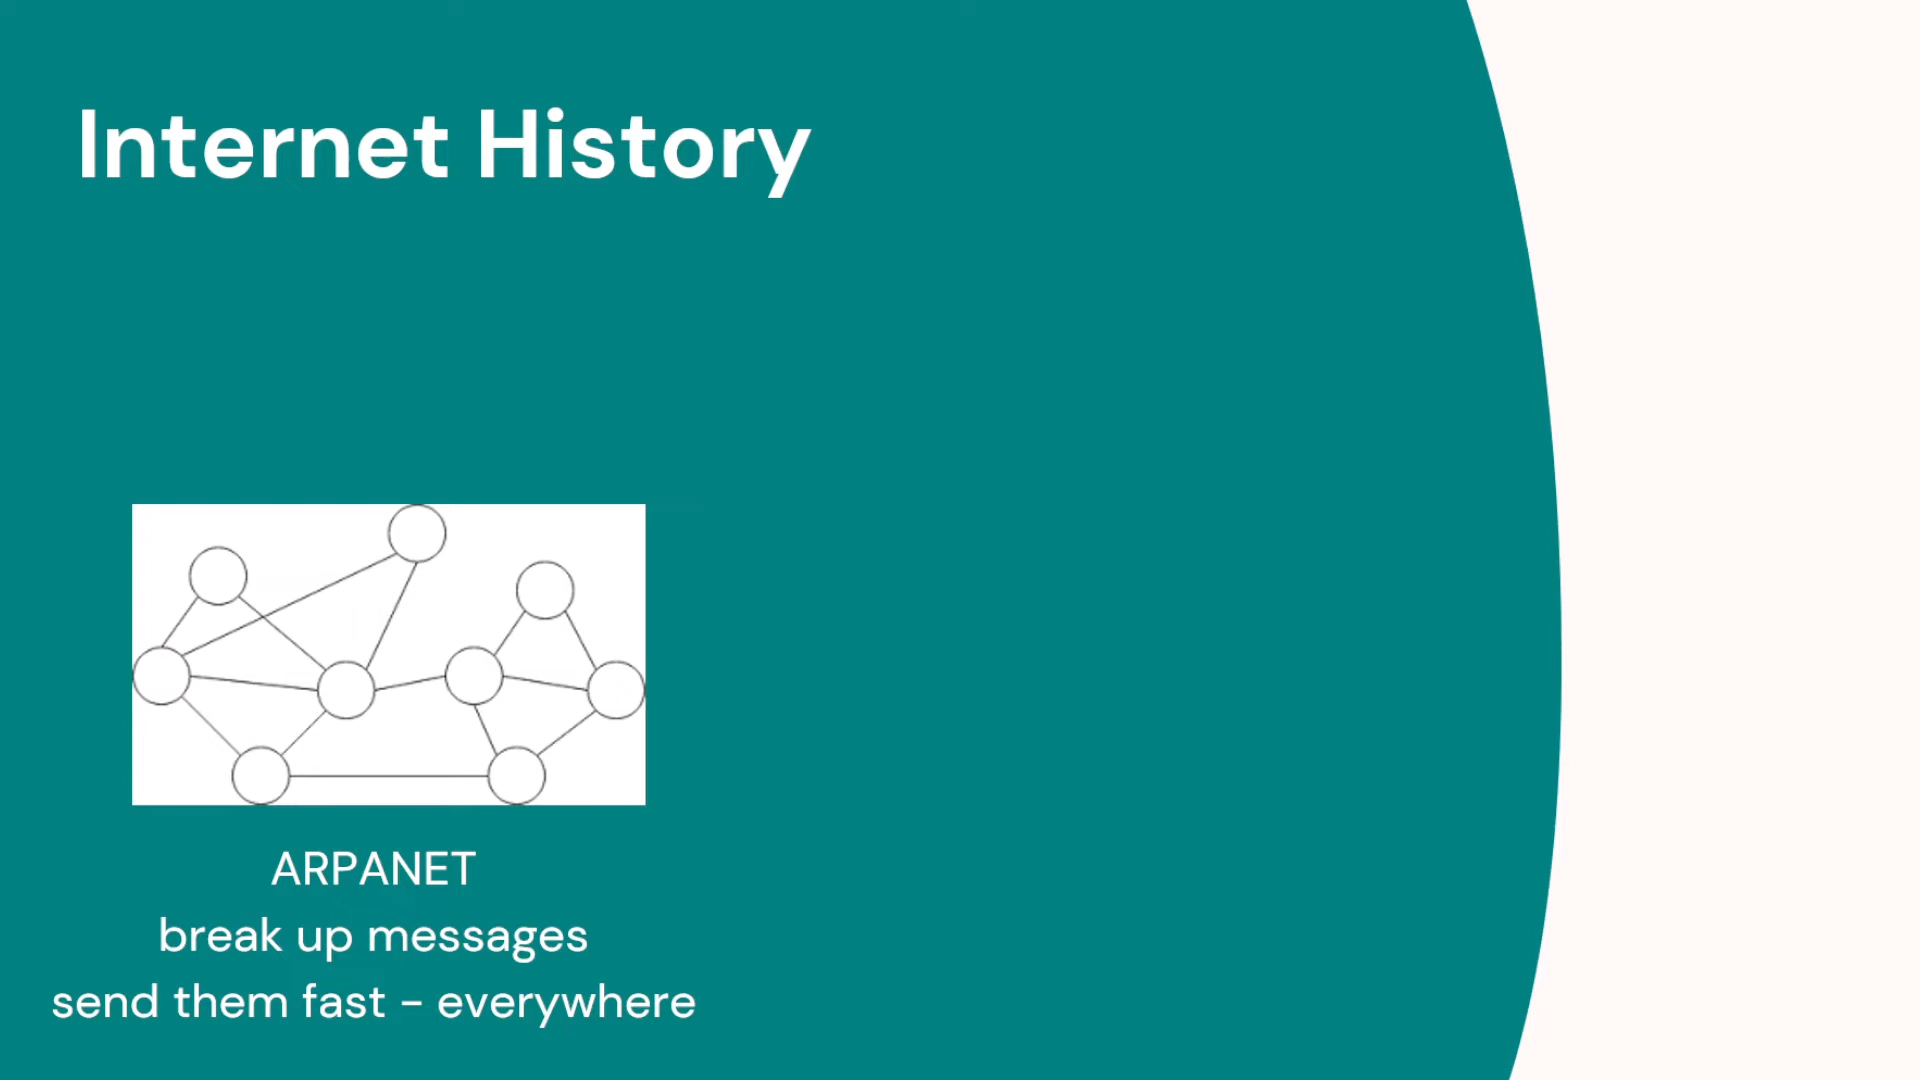 Internet History
ARPANET
break up messages
send them fast - everywhere